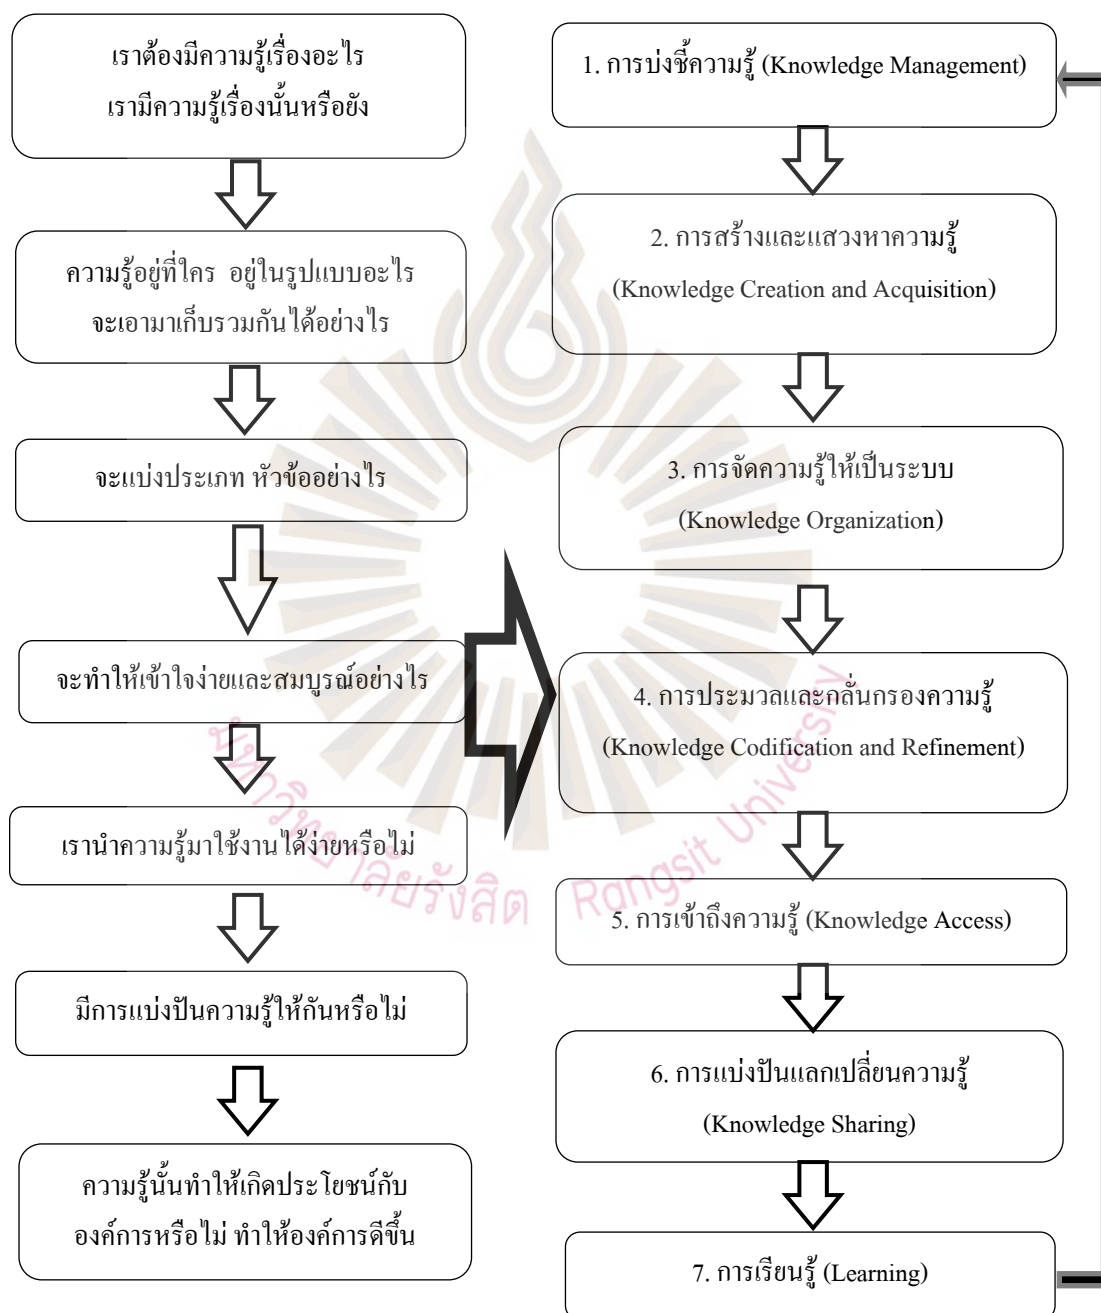 เราต้องมีความรู้เรื่องอะไร
เรามีความรู้เรื่องนั้นหรือยัง
ความรู้อยู่ที่ใคร อยู่ในรูปแบบอะไร
จะเอามาเก็บรวมกันได้อย่างไร
จะแบ่งประเภท หัวข้ออย่างไร
จะทำให้เข้าใจง่ายและสมบูรณ์อย่างไร
เรานำความรู้มาใช้งานได้ง่ายหรือไม่
มีการแบ่งปันความรู้ให้กันหรือไม่
ความรู้นั้นทำให้เกิดประโยชน์กับ
องค์การหรือไม่ ทำให้องค์การดีขึ้น
1. การบ่งชี้ความรู้ (Knowledge Management)
2. การสร้างและแสวงหาความรู้
(Knowledge Creation and Acquisition)
3. การจัดความรู้ให้เป็นระบบ
(Knowledge Organization)
4. การประมวลและกลั่นกรองความรู้
(Knowledge Codification and Refinement)
5. การเข้าถึงความรู้ (Knowledge Access)
6. การแบ่งปันแลกเปลี่ยนความรู้
(Knowledge Sharing)
7. การเรียนรู้ (Learning)
มหาวิทยาลัยรังสิต Rangsit University